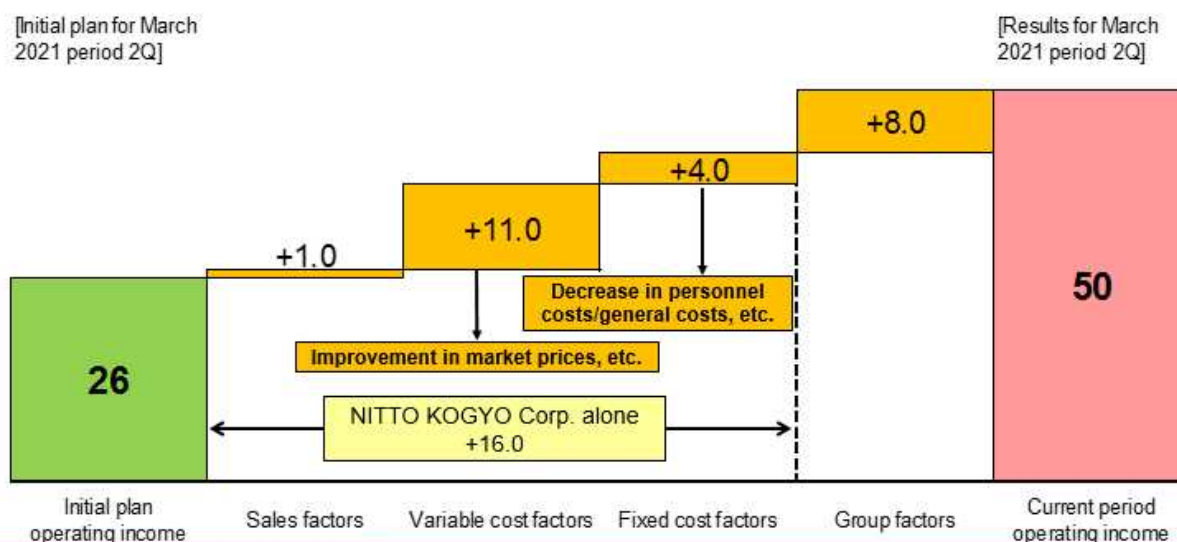 [Initial plan for March
2021 period 2Q]
[Results for March
2021 period 2Q]
+8.0
+4.0
+11.0
+1.0
Decrease in personnel
costs/general costs, etc.
50
Improvement in market prices, etc.
26
NITTO KOGYO Corp. alone
+16.0
Initial plan
operating income
Sales factors
Variable cost factors
Fixed cost factors
Group factors
Current period
operating income